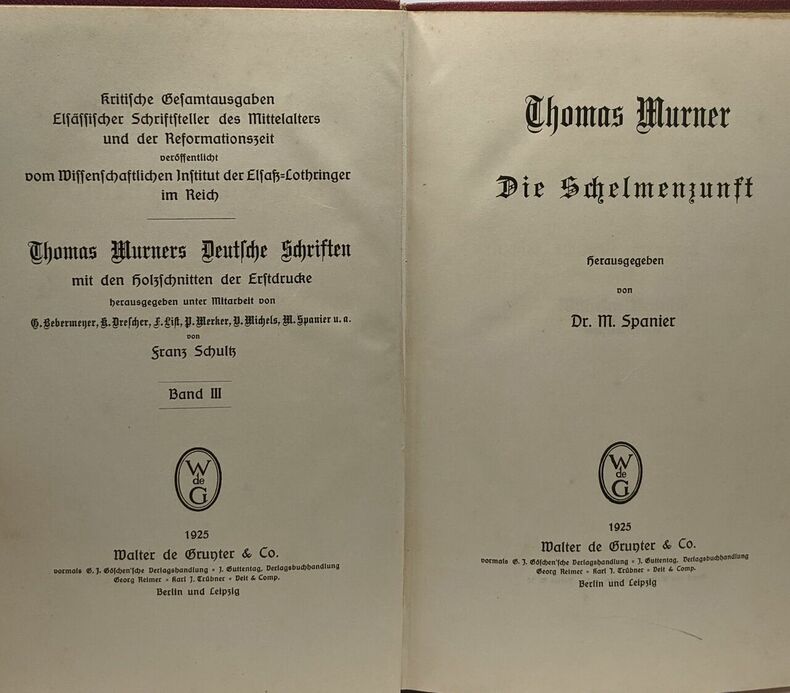 Kritiſche Geſamtausgaben
Elſäſſiſcher Schriftſteller des Mittelalters
und der Reformationszeit
veröffentlicht
vom Wiſſenſchaftlichen Inſtitut der Elſaß=Lothringer
im Reich
Thomas Murners Deutſche Schriften
mit den Holzſchnitten der Erſtdrucke
herausgegeben unter Mitarbeit von
G. Bebermeyer, K. Dreſcher, F. Liſt, P. Merker, V. Michels, M. Spanier u. a.
von
Franz Schultz
Band III
W
de
G
1925
Walter de Gruyter & Co.
vormals G. J. Göſchen'ſche Verlagshandlung • J. Guttentag, Verlagsbuchhandlung
Georg Reimer • Karl J. Trübner • Veit & Comp.
Berlin und Leipzig
Thomas Murner
Die Schelmenzunft
Herausgegeben
von
Dr. M. Spanier
W
de
G
1925
Walter de Gruyter & Co.
vormals G. J. Göſchen'ſche Verlagshandlung • J. Guttentag, Verlagsbuchhandlung
Georg Reimer • Karl J. Trübner • Veit & Comp.
Berlin und Leipzig